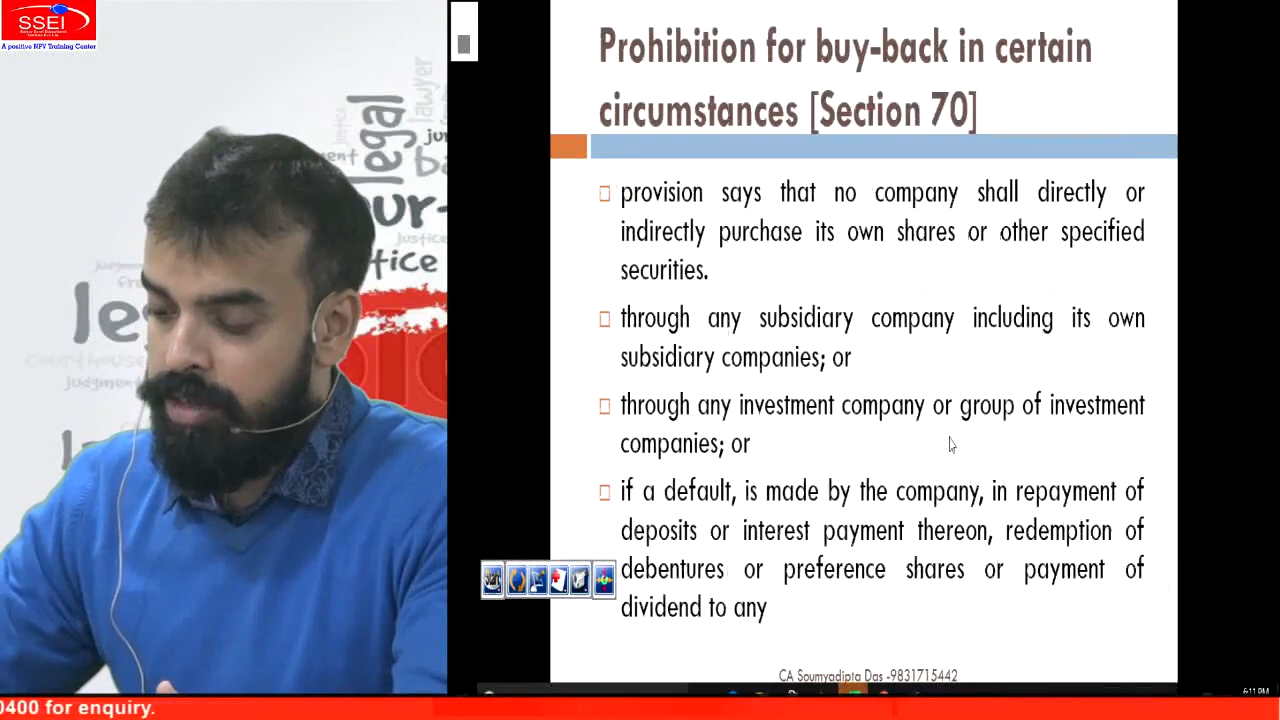 SSEI
A positive NPV Training Center
legal
lawyer
justice
legal
judgment
Prohibition for buy-back in certain
circumstances [Section 70]
provision says that no company shall directly or
indirectly purchase its own shares or other specified
securities.
through any subsidiary company including its own
subsidiary companies; or
through any investment company or group of investment
companies; or
if a default, is made by the company, in repayment of
deposits or interest payment thereon, redemption of
debentures or preference shares or payment of
dividend to any
CA Soumyadipta Das -9831715442
6:11 PM
0400 for enquiry.